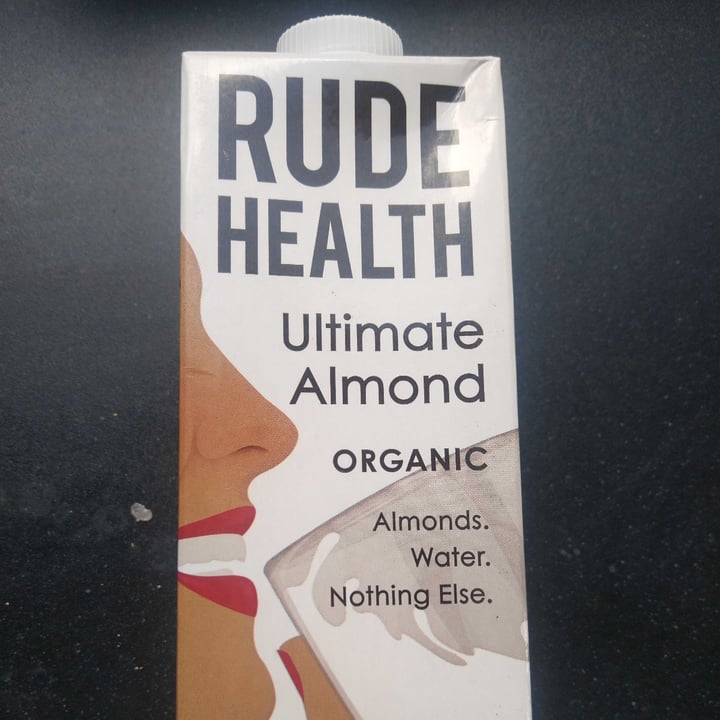 RUDE
HEALTH
Ultimate
Almond
ORGANIC
Almonds.
Water.
Nothing Else.